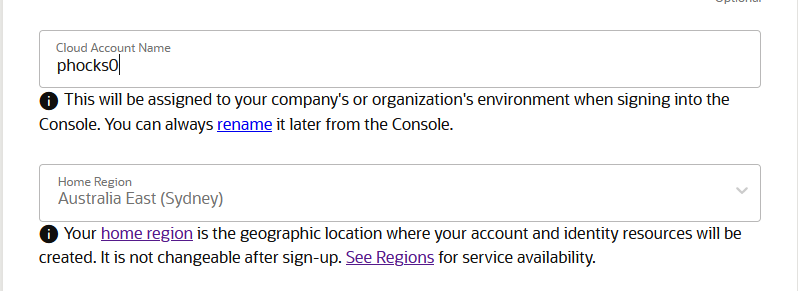 Optional
Cloud Account Name
phocks0
This will be assigned to your company's or organization's environment when signing into the
Console. You can always rename it later from the Console.
Home Region
Australia East (Sydney)
Your home region is the geographic location where your account and identity resources will be
created. It is not changeable after sign-up. See Regions for service availability.